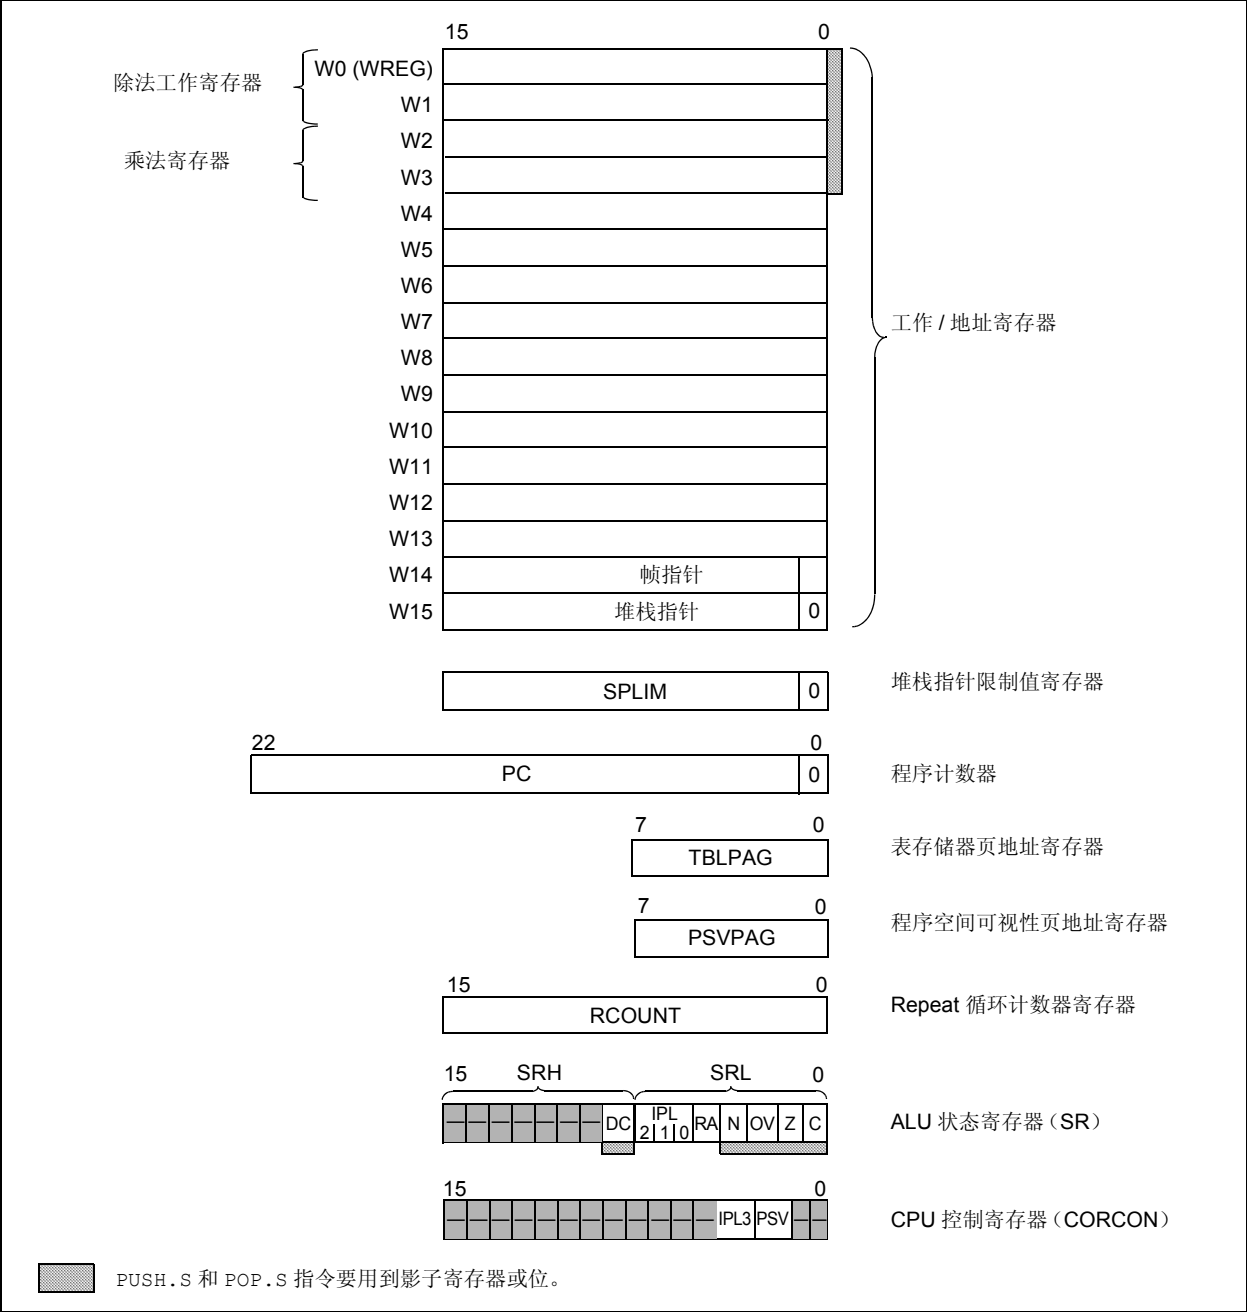 15 0
除法工作寄存器
W0 (WREG)
W1
乘法寄存器
W2
W3
W4
W5
W6
W7
工作 / 地址寄存器
W8
W9
W10
W11
W12
W13
W14 帧指针
W15 堆栈指针 0
SPLIM 0 堆栈指针限制值寄存器
22 0
PC 0 程序计数器
7 0
TBLPAG 表存储器页地址寄存器
7 0
PSVPAG 程序空间可视性页地址寄存器
15 0
RCOUNT Repeat 循环计数器寄存器
15 SRH SRL 0
— — — — — — — DC IPL 2 1 0 RA N OV Z C ALU 状态寄存器（SR）
15 0
— — — — — — — — — — — — IPL3 PSV — — CPU 控制寄存器（CORCON）
PUSH.S 和 POP.S 指令要用到影子寄存器或位。